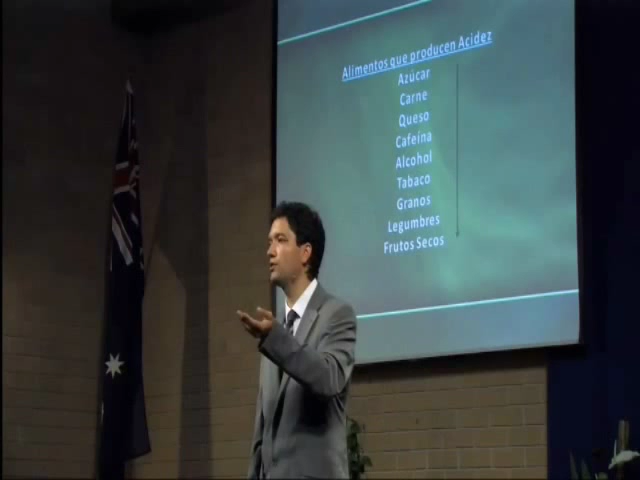 Alimentos que producen Acidez
Azúcar
Carne
Queso
Cafeína
Alcohol
Tabaco
Granos
Legumbres
Frutos Secos